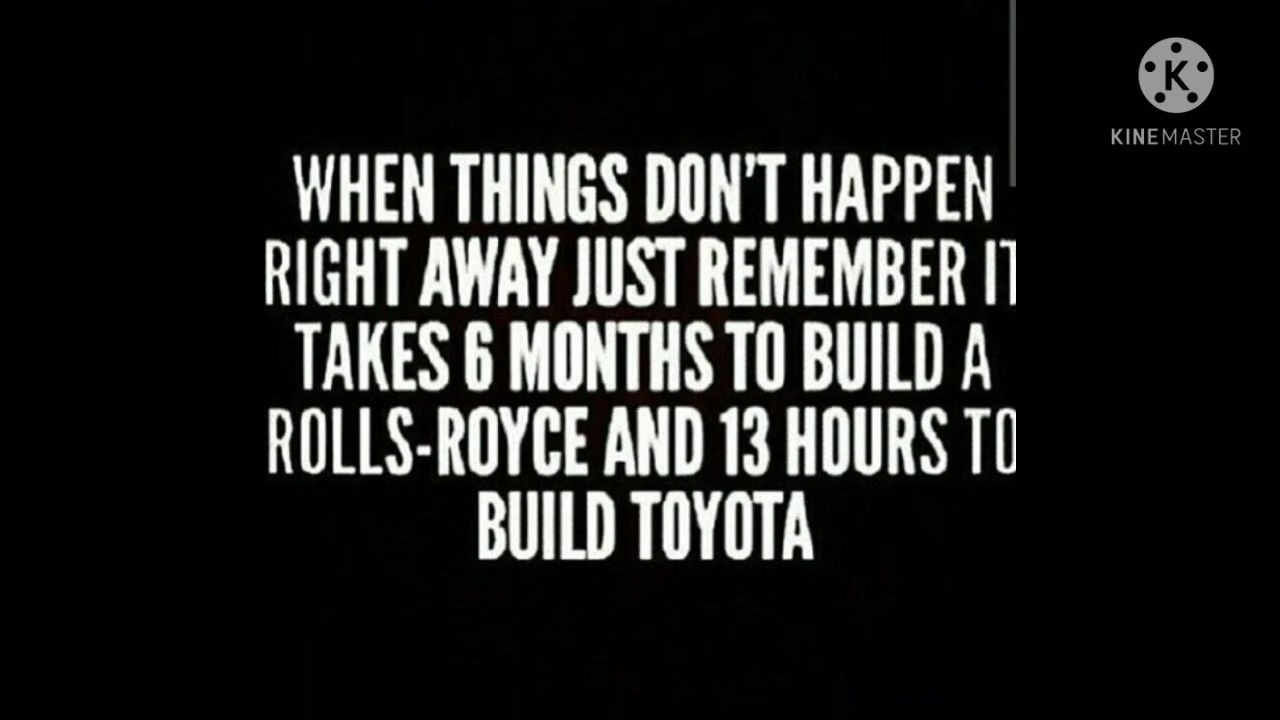 KINEMASTER
WHEN THINGS DON'T HAPPEN
RIGHT AWAY JUST REMEMBER IT
TAKES 6 MONTHS TO BUILD A
ROLLS-ROYCE AND 13 HOURS TO
BUILD TOYOTA